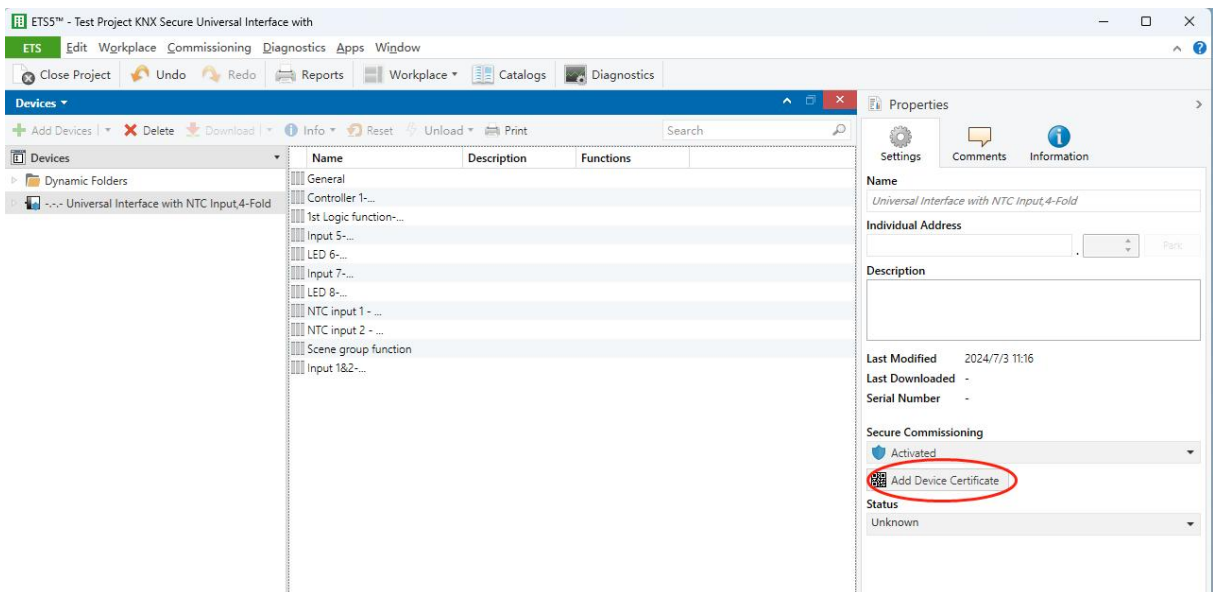 ETS5™ - Test Project KNX Secure Universal Interface with
ETS Edit Workplace Commissioning Diagnostics Apps Window
Close Project Undo Redo Reports Workplace Catalogs Diagnostics
Devices
Add Devices Delete Download Info Reset Unload Print Search
Devices
Dynamic Folders
-.-.- Universal Interface with NTC Input,4-Fold
Name Description Functions
General
Controller 1-...
1st Logic function-...
Input 5-...
LED 6-...
Input 7-...
LED 8-...
NTC input 1 - ...
NTC input 2 - ...
Scene group function
Input 1&2-...
Properties
Settings Comments Information
Name
Universal Interface with NTC Input,4-Fold
Individual Address
. Park
Description
Last Modified 2024/7/3 11:16
Last Downloaded -
Serial Number -
Secure Commissioning
Activated
Add Device Certificate
Status
Unknown